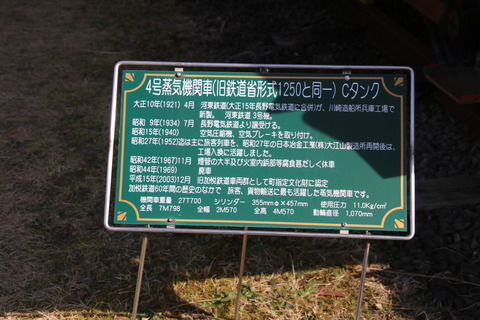 4号蒸気機関車(旧鉄道省形式1250と同一) Cタンク
大正10年(1921) 4月 河東鉄道(大正15年長野電気鉄道に合併)が、川崎造船所兵庫工場で
新製。 河東鉄道 3号機。
昭和 9年(1934) 7月 長野電気鉄道より譲受ける。
昭和15年(1940) 空気圧縮機、空気ブレーキを取り付け。
昭和27年(1952)迄は主に旅客列車を、昭和27年の日本冶金工業(株)大江山製造所再開後は、
工場入換に活躍しました。
昭和42年(1967)11月 煙管の大半及び火室内前部等腐食甚だしく休車
昭和44年(1969) 廃車
平成15年(2003)12月 旧加悦鉄道車両群として町指定文化財に認定
加悦鉄道60年間の歴史のなかで 旅客、貨物輸送に最も活躍した蒸気機関車です。
機関車重量 27T700 シリンダー 355mmφ×457mm 使用圧力 11.0Kg/cm²
全長 7M798 全幅 2M570 全高 4M570 動輪直径 1,070mm